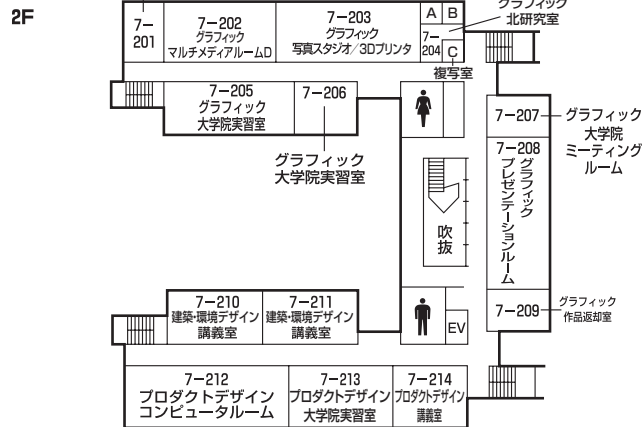 2F
グラフィック
北研究室
7-
201
7-202
グラフィック
マルチメディアルームD
7-203
グラフィック
写真スタジオ/3Dプリンタ
A
B
7-
204
C
複写室
7-205
グラフィック
大学院実習室
7-206
グラフィック
大学院実習室
7-207
グラフィック
大学院
ミーティング
ルーム
7-208
グラフィック
プレゼンテーションルーム
吹抜
7-209
グラフィック
作品返却室
EV
7-210
建築・環境デザイン
講義室
7-211
建築・環境デザイン
講義室
7-212
プロダクトデザイン
コンピュータルーム
7-213
プロダクトデザイン
大学院実習室
7-214
プロダクトデザイン
講義室